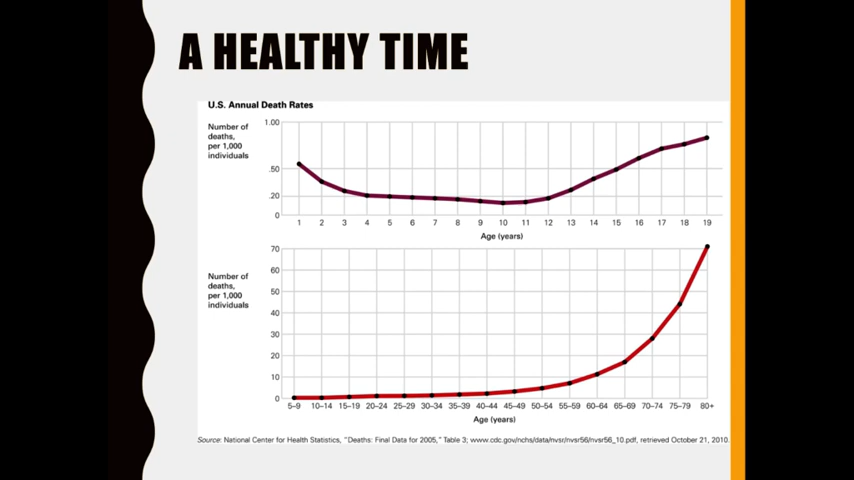 A HEALTHY TIME
U.S. Annual Death Rates
Number of
deaths,
per 1,000
individuals
1.00
.50
.20
0
1 2 3 4 5 6 7 8 9 10 11 12 13 14 15 16 17 18 19
Age (years)
Number of
deaths,
per 1,000
individuals
70
60
50
40
30
20
10
0
5–9 10–14 15–19 20–24 25–29 30–34 35–39 40–44 45–49 50–54 55–59 60–64 65–69 70–74 75–79 80+
Age (years)
Source: National Center for Health Statistics, "Deaths: Final Data for 2005," Table 3; www.cdc.gov/nchs/data/nvsr/nvsr56/nvsr56_10.pdf, retrieved October 21, 2010.